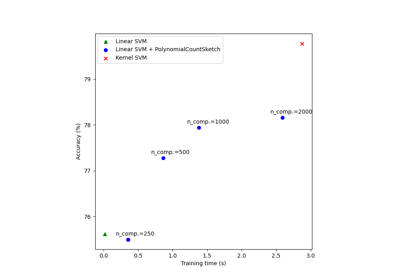 Linear SVM
Linear SVM + PolynomialCountSketch
Kernel SVM
79
n_comp.=2000
n_comp.=1000
78
n_comp.=500
77
n_comp.=250
76
Accuracy (%)
0.0 0.5 1.0 1.5 2.0 2.5 3.0
Training time (s)